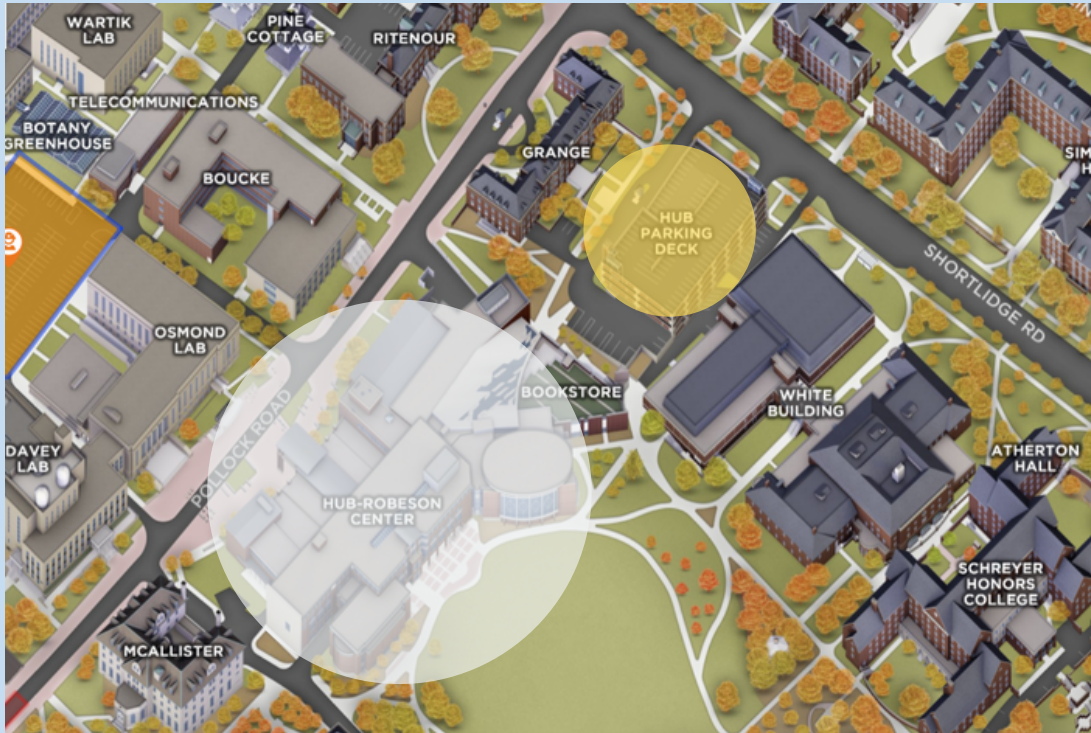 WARTIK
LAB
PINE
COTTAGE
RITENOUR
TELECOMMUNICATIONS
BOTANY
GREENHOUSE
BOUCKE
GRANGE
SIM
H
HUB
PARKING
DECK
SHORTLIDGE RD
OSMOND
LAB
BOOKSTORE
WHITE
BUILDING
POLLOCK ROAD
DAVEY
LAB
ATHERTON
HALL
HUB-ROBESON
CENTER
SCHREYER
HONORS
COLLEGE
MCALLISTER